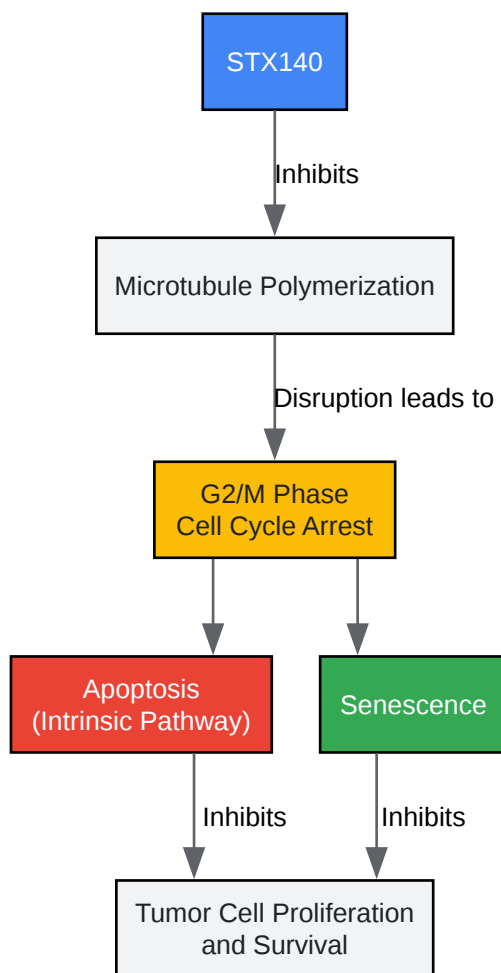 STX140
Inhibits
Microtubule Polymerization
Disruption leads to
G2/M Phase
Cell Cycle Arrest
Apoptosis
(Intrinsic Pathway)
Senescence
Inhibits
Inhibits
Tumor Cell Proliferation
and Survival